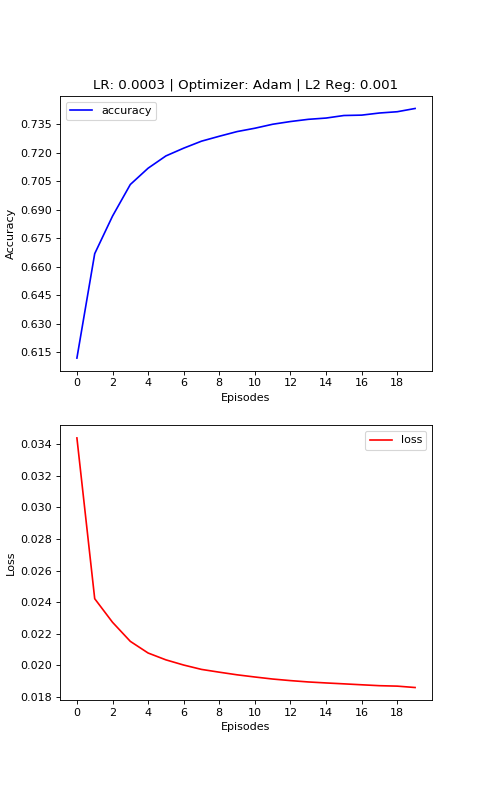 LR: 0.0003 | Optimizer: Adam | L2 Reg: 0.001
accuracy
0.735
0.720
0.705
0.690
0.675
0.660
0.645
0.630
0.615
Accuracy
0 2 4 6 8 10 12 14 16 18
Episodes
loss
0.034
0.032
0.030
0.028
0.026
0.024
0.022
0.020
0.018
Loss
0 2 4 6 8 10 12 14 16 18
Episodes